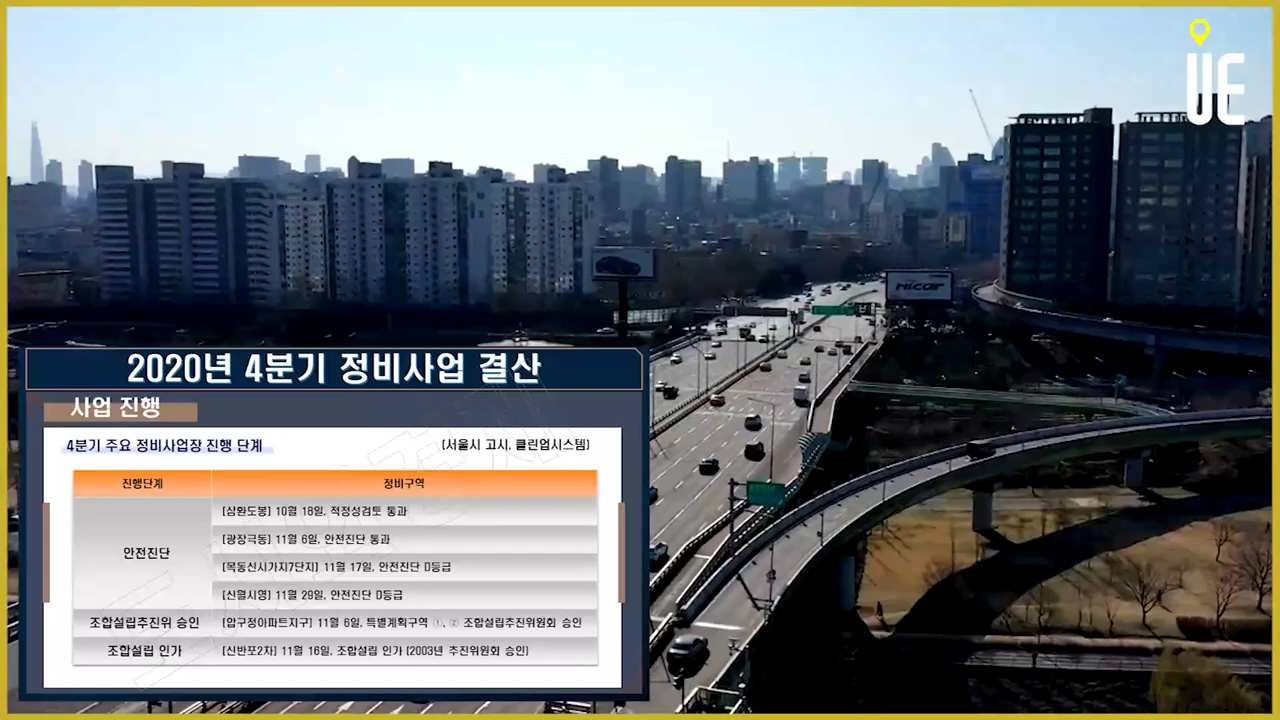 UE
Hicar
2020년 4분기 정비사업 결산
사업 진행
4분기 주요 정비사업장 진행 단계
[서울시 고시, 클린업시스템]
진행단계 정비구역
안전진단
[삼환도봉] 10월 18일, 적정성검토 통과
[광장극동] 11월 6일, 안전진단 통과
[목동신시가지7단지] 11월 17일, 안전진단 D등급
[신월시영] 11월 29일, 안전진단 D등급
조합설립추진위 승인 [압구정아파트지구] 11월 6일, 특별계획구역 ①, ② 조합설립추진위원회 승인
조합설립 인가 [신반포2차] 11월 16일, 조합설립 인가 [2003년 추진위원회 승인]